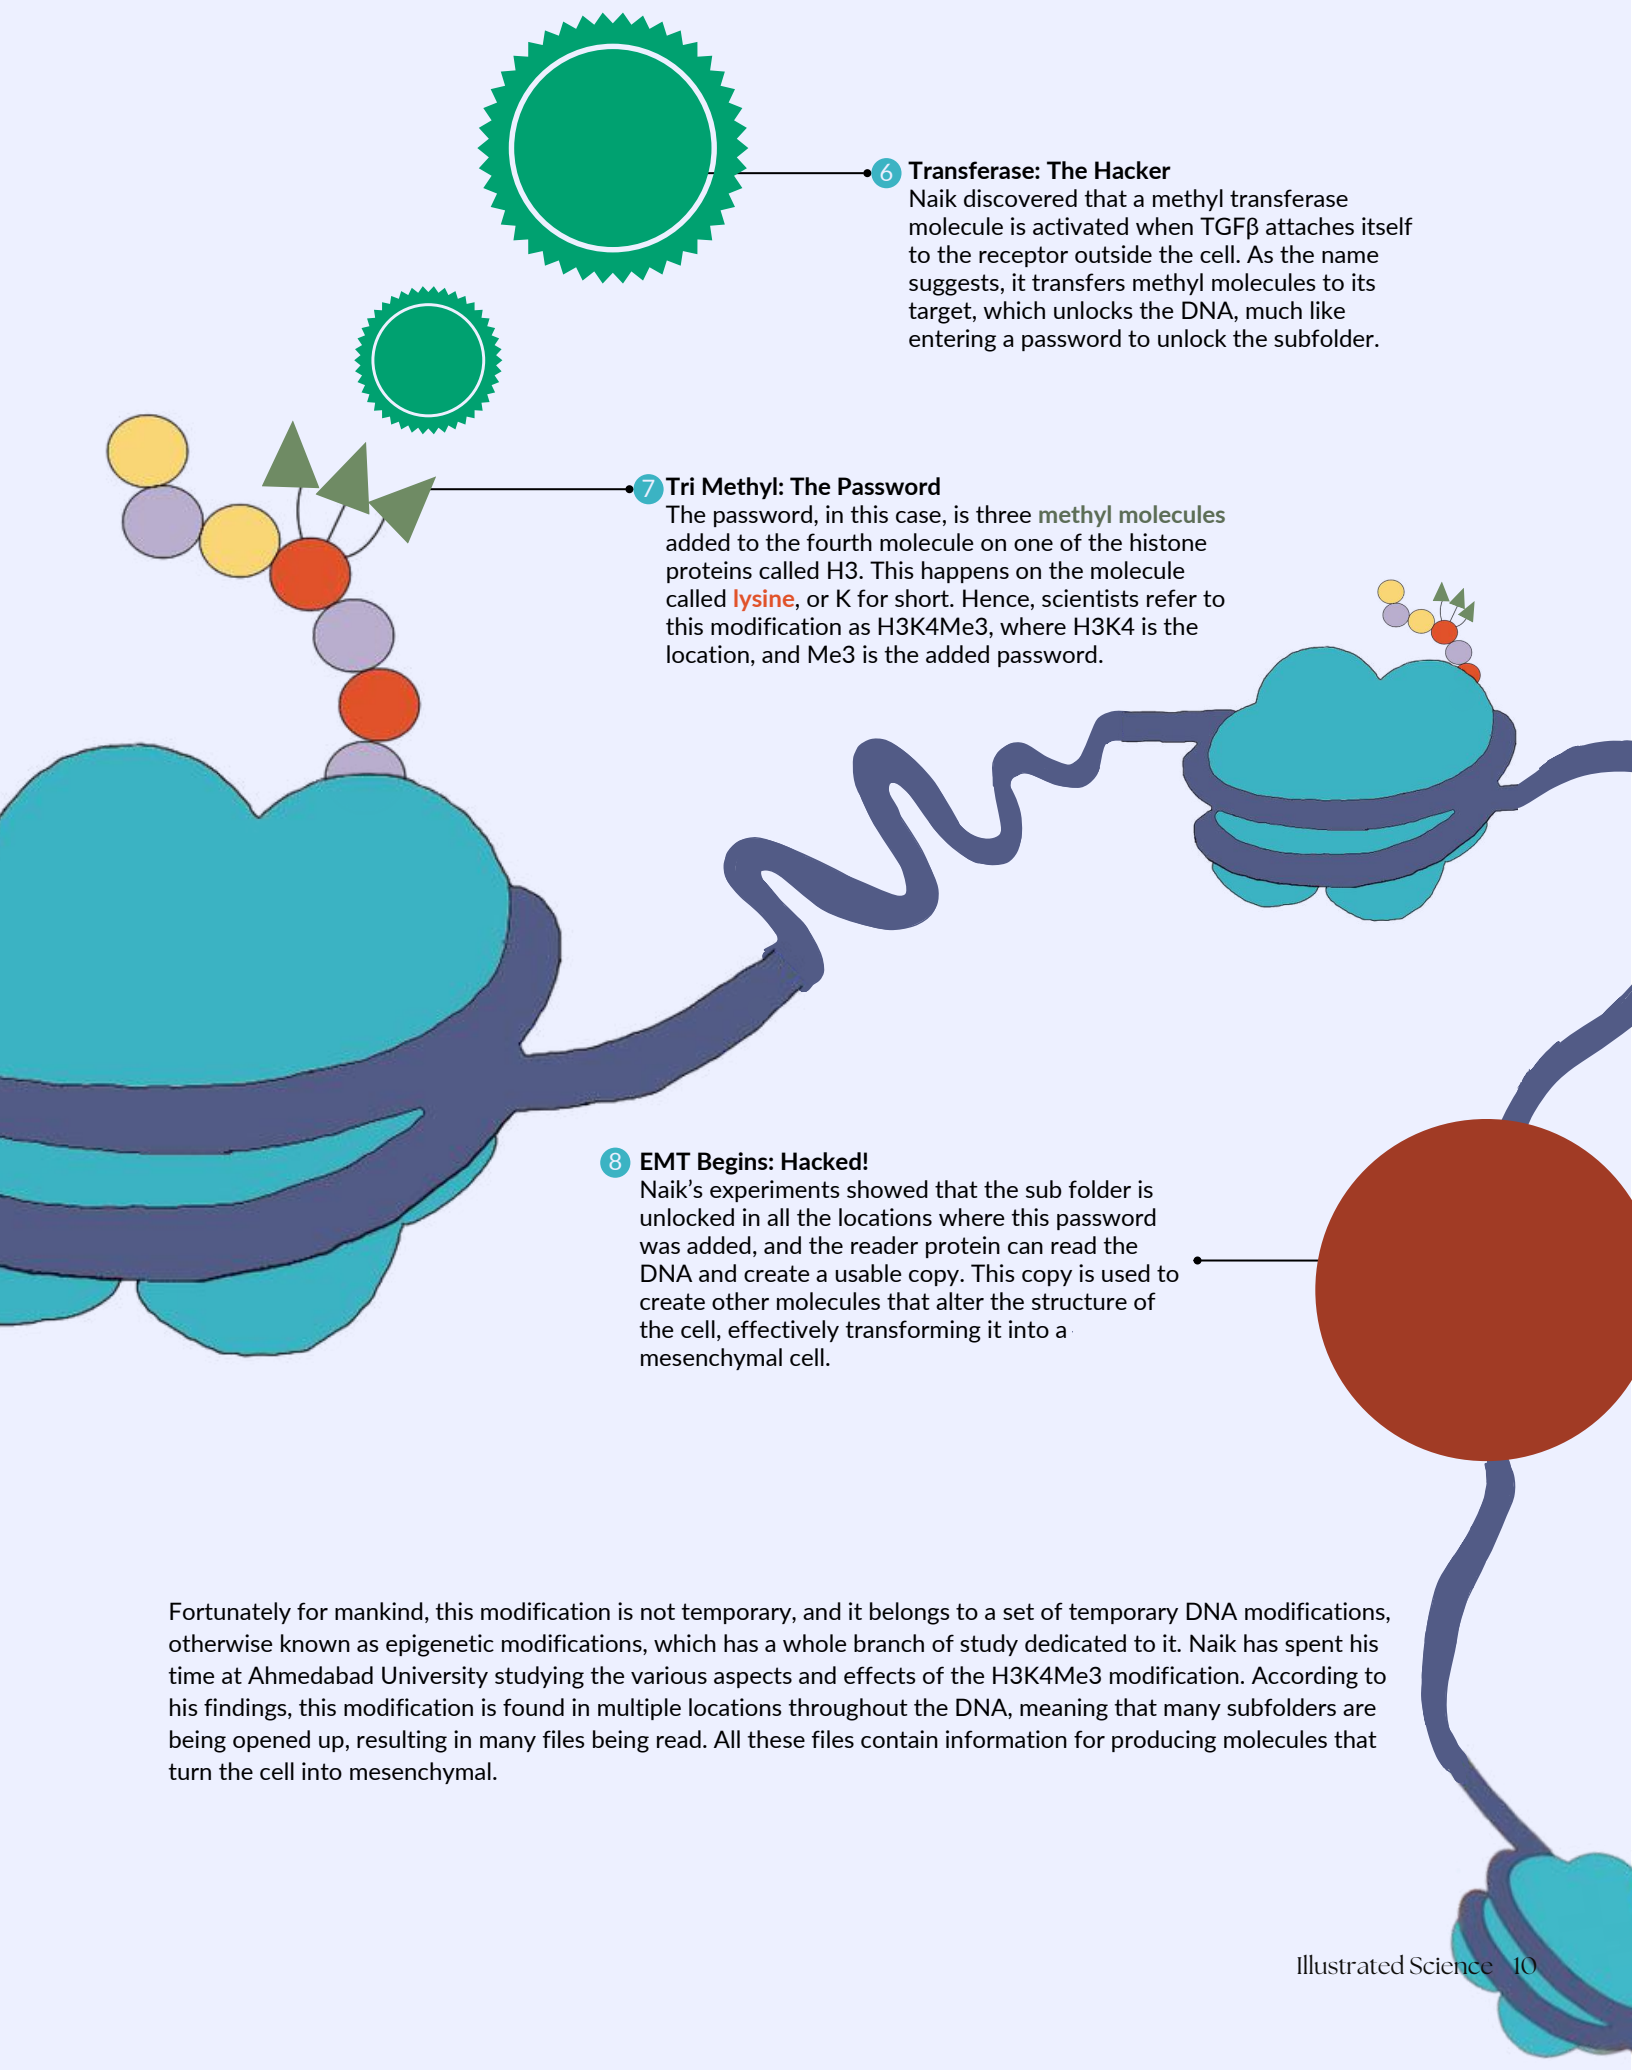 6 Transferase: The Hacker
Naik discovered that a methyl transferase
molecule is activated when TGFβ attaches itself
to the receptor outside the cell. As the name
suggests, it transfers methyl molecules to its
target, which unlocks the DNA, much like
entering a password to unlock the subfolder.
7 Tri Methyl: The Password
The password, in this case, is three methyl molecules
added to the fourth molecule on one of the histone
proteins called H3. This happens on the molecule
called lysine, or K for short. Hence, scientists refer to
this modification as H3K4Me3, where H3K4 is the
location, and Me3 is the added password.
8 EMT Begins: Hacked!
Naik’s experiments showed that the sub folder is
unlocked in all the locations where this password
was added, and the reader protein can read the
DNA and create a usable copy. This copy is used to
create other molecules that alter the structure of
the cell, effectively transforming it into a
mesenchymal cell.
Fortunately for mankind, this modification is not temporary, and it belongs to a set of temporary DNA modifications,
otherwise known as epigenetic modifications, which has a whole branch of study dedicated to it. Naik has spent his
time at Ahmedabad University studying the various aspects and effects of the H3K4Me3 modification. According to
his findings, this modification is found in multiple locations throughout the DNA, meaning that many subfolders are
being opened up, resulting in many files being read. All these files contain information for producing molecules that
turn the cell into mesenchymal.
Illustrated Science 10